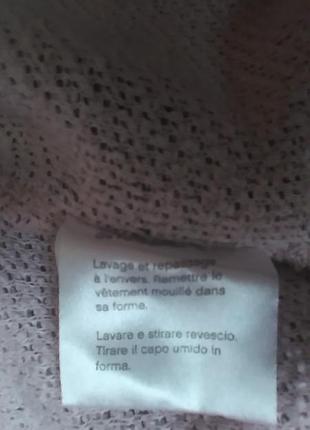 Lavage et repassage
à l'envers. Remettre le
vêtement mouillé dans
sa forme.
Lavare e stirare revescio.
Tirare il capo umido in
forma.